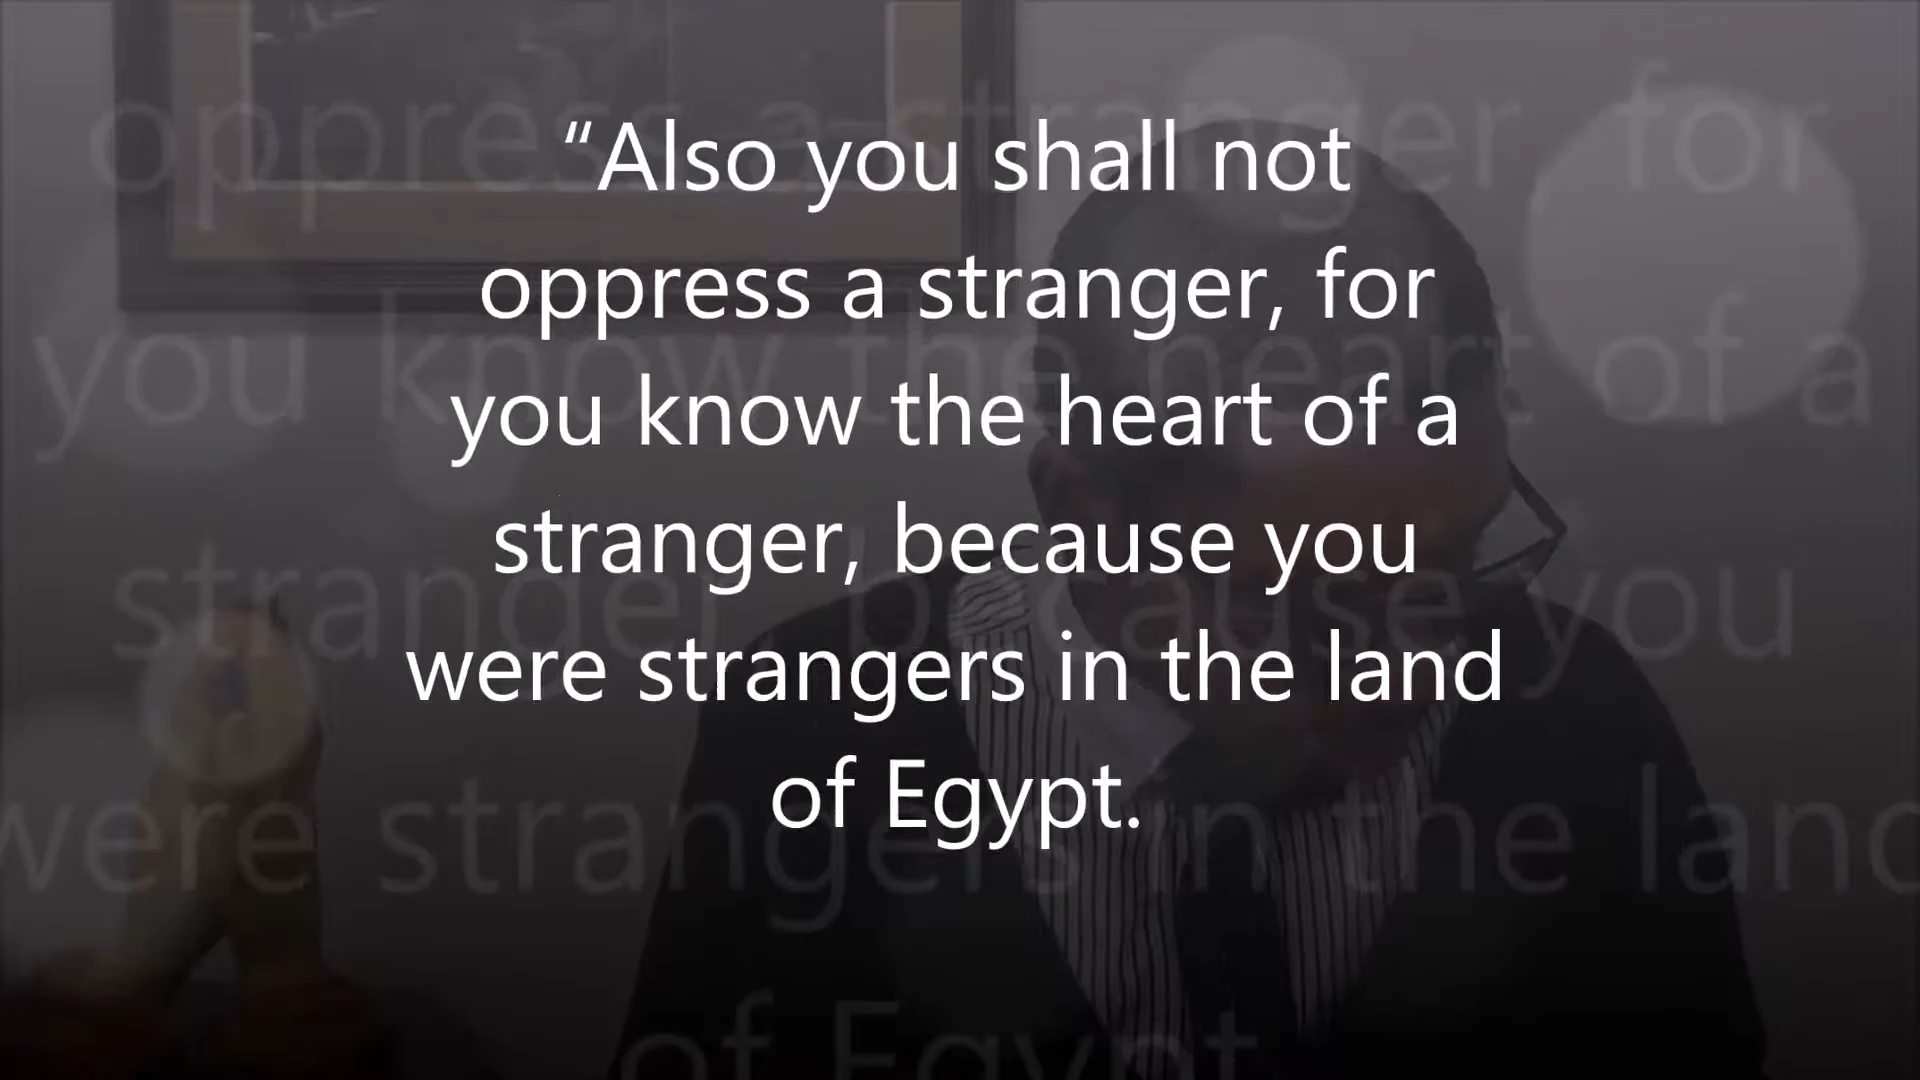 “Also you shall not
oppress a stranger, for
you know the heart of a
stranger, because you
were strangers in the land
of Egypt.